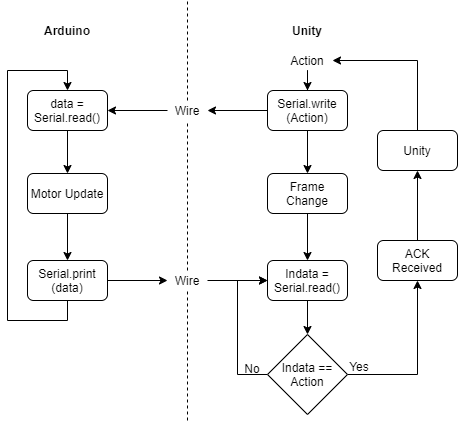 Arduino
Unity
Action
data =
Serial.read()
Wire
Serial.write
(Action)
Unity
Motor Update
Frame
Change
Serial.print
(data)
Wire
Indata =
Serial.read()
ACK
Received
No
Indata ==
Action
Yes